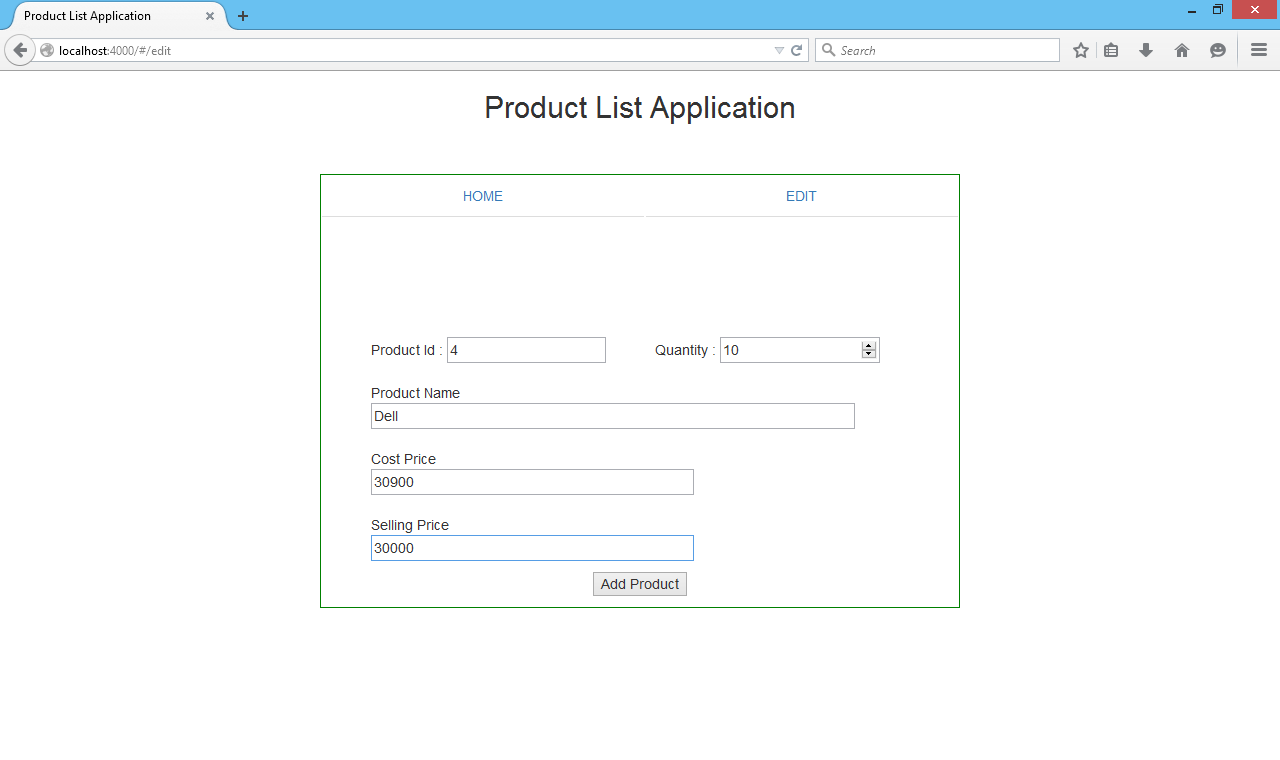 Product List Application
localhost:4000/#/edit
Search
Product List Application
HOME EDIT
Product Id : 4 Quantity : 10
Product Name
Dell
Cost Price
30900
Selling Price
30000
Add Product